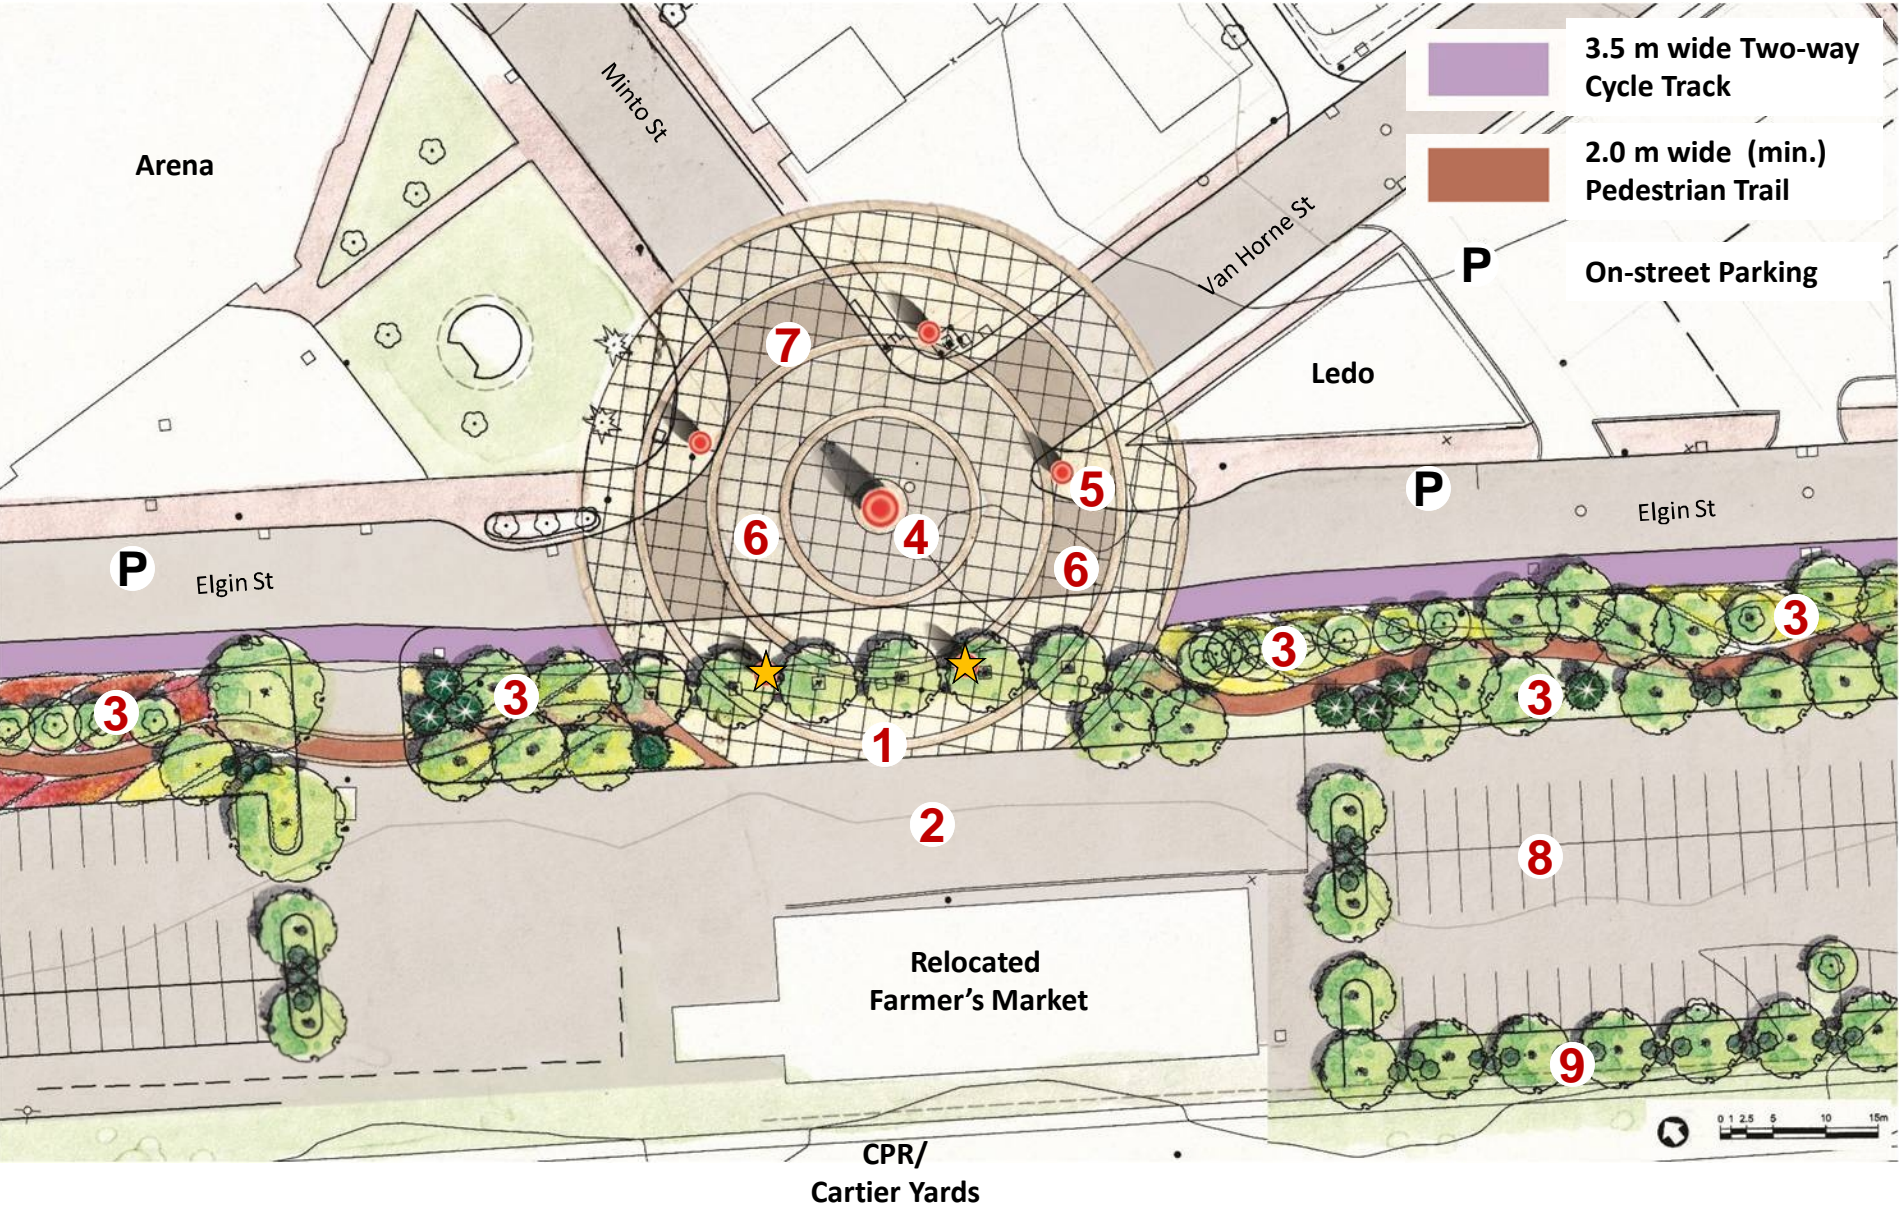 3.5 m wide Two-way
Cycle Track
2.0 m wide (min.)
Pedestrian Trail
P
On-street Parking
Minto St
Arena
Van Horne St
7
Ledo
5
P
Elgin St
6
4
6
P
Elgin St
3
3
3
3
3
1
2
8
Relocated
Farmer's Market
9
0 1 2.5 5 10 15m
CPR/
Cartier Yards